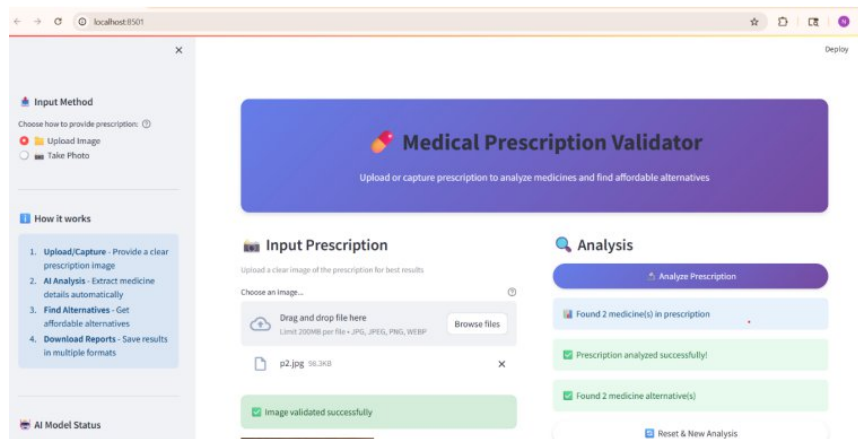 localhost:8501
N
Deploy
Input Method
Choose how to provide prescription:
Upload Image
Take Photo
How it works
1. Upload/Capture - Provide a clear
prescription image
2. AI Analysis - Extract medicine
details automatically
3. Find Alternatives - Get
affordable alternatives
4. Download Reports - Save results
in multiple formats
AI Model Status
Medical Prescription Validator
Upload or capture prescription to analyze medicines and find affordable alternatives
Input Prescription
Upload a clear image of the prescription for best results
Choose an image...
Drag and drop file here
Limit 200MB per file • JPG, JPEG, PNG, WEBP
Browse files
p2.jpg 56.3KB
Image validated successfully
Analysis
Analyze Prescription
Found 2 medicine(s) in prescription
Prescription analyzed successfully!
Found 2 medicine alternative(s)
Reset & New Analysis